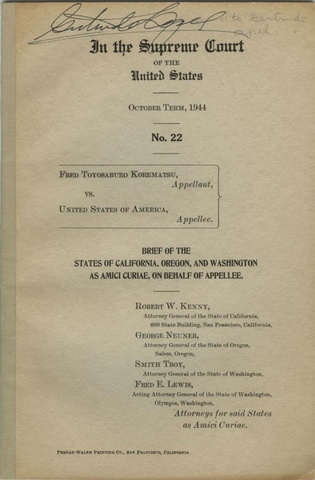 In the Supreme Court
OF THE
United States
OCTOBER TERM, 1944
No. 22
FRED TOYOSABURO KOREMATSU,
Appellant,
vs.
UNITED STATES OF AMERICA,
Appellee.
BRIEF OF THE
STATES OF CALIFORNIA, OREGON, AND WASHINGTON
AS AMICI CURIAE, ON BEHALF OF APPELLEE.
ROBERT W. KENNY,
Attorney General of the State of California,
600 State Building, San Francisco, California,
GEORGE NEUNER,
Attorney General of the State of Oregon,
Salem, Oregon,
SMITH TROY,
Attorney General of the State of Washington,
FRED E. LEWIS,
Acting Attorney General of the State of Washington,
Olympia, Washington,
Attorneys for said States
as Amici Curiae.
PERNAU-WALSH PRINTING CO., SAN FRANCISCO, CALIFORNIA